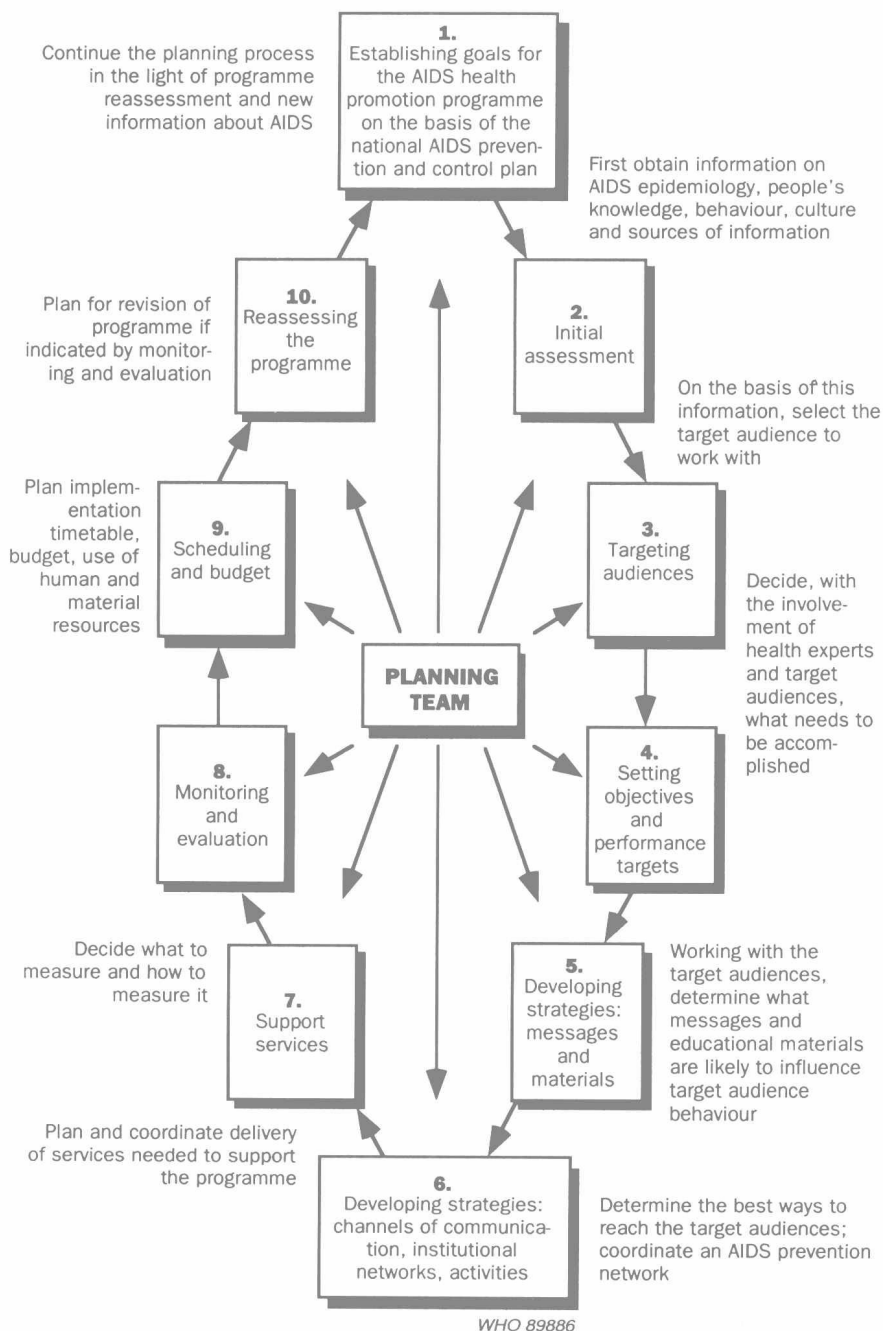 1.
Establishing goals for
the AIDS health
promotion programme
on the basis of the
national AIDS preven-
tion and control plan
Continue the planning process
in the light of programme
reassessment and new
information about AIDS
First obtain information on
AIDS epidemiology, people's
knowledge, behaviour, culture
and sources of information
2.
Initial
assessment
On the basis of this
information, select the
target audience to
work with
3.
Targeting
audiences
Decide, with
the involve-
ment of
health experts
and target
audiences,
what needs to
be accom-
plished
4.
Setting
objectives
and
performance
targets
5.
Developing
strategies:
messages
and
materials
Working with the
target audiences,
determine what
messages and
educational materials
are likely to influence
target audience
behaviour
6.
Developing strategies:
channels of communica-
tion, institutional
networks, activities
Determine the best ways to
reach the target audiences;
coordinate an AIDS prevention
network
Plan and coordinate delivery
of services needed to support
the programme
7.
Support
services
Decide what to
measure and how to
measure it
8.
Monitoring
and
evaluation
9.
Scheduling
and budget
Plan implem-
entation
timetable,
budget, use of
human and
material
resources
10.
Reassessing
the
programme
Plan for revision of
programme if
indicated by monitor-
ing and evaluation
PLANNING
TEAM
WHO 89886